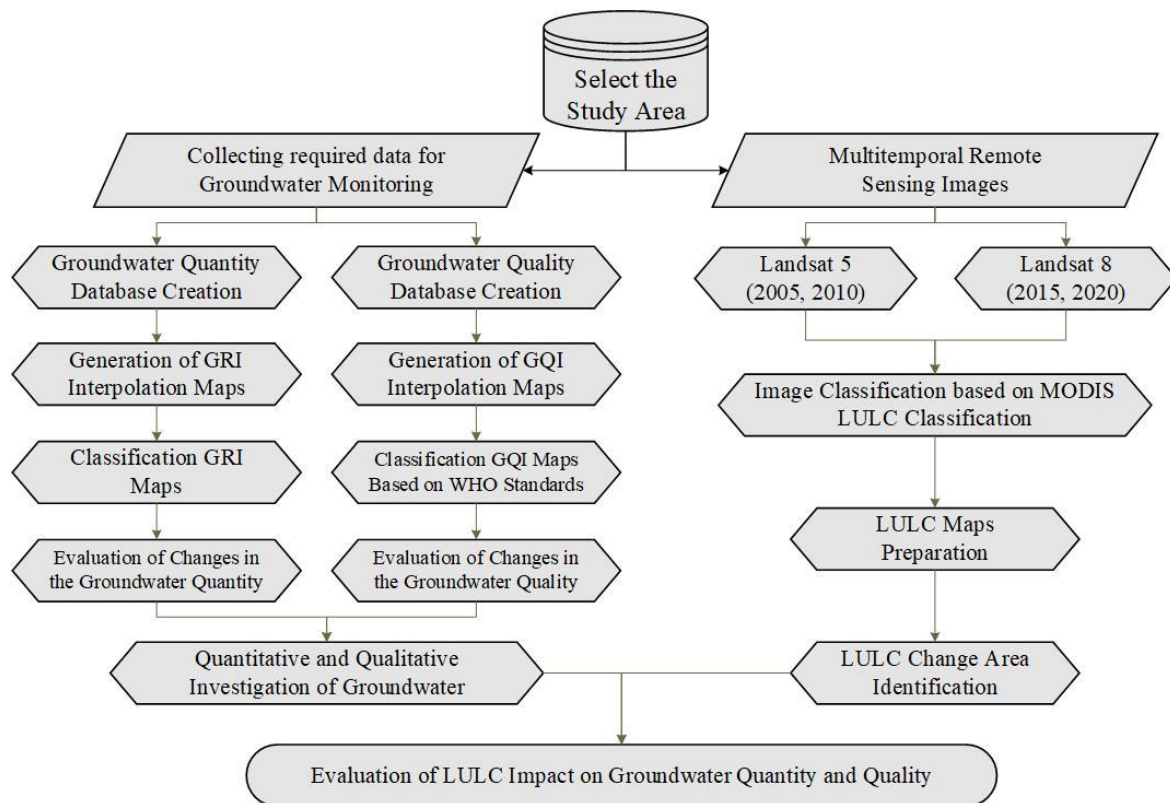 Select the
Study Area
Collecting required data for
Groundwater Monitoring
Multitemporal Remote
Sensing Images
Groundwater Quantity
Database Creation
Groundwater Quality
Database Creation
Landsat 5
(2005, 2010)
Landsat 8
(2015, 2020)
Generation of GRI
Interpolation Maps
Generation of GQI
Interpolation Maps
Image Classification based on MODIS
LULC Classification
Classification GRI
Maps
Classification GQI Maps
Based on WHO Standards
LULC Maps
Preparation
Evaluation of Changes in
the Groundwater Quantity
Evaluation of Changes in
the Groundwater Quality
Quantitative and Qualitative
Investigation of Groundwater
LULC Change Area
Identification
Evaluation of LULC Impact on Groundwater Quantity and Quality